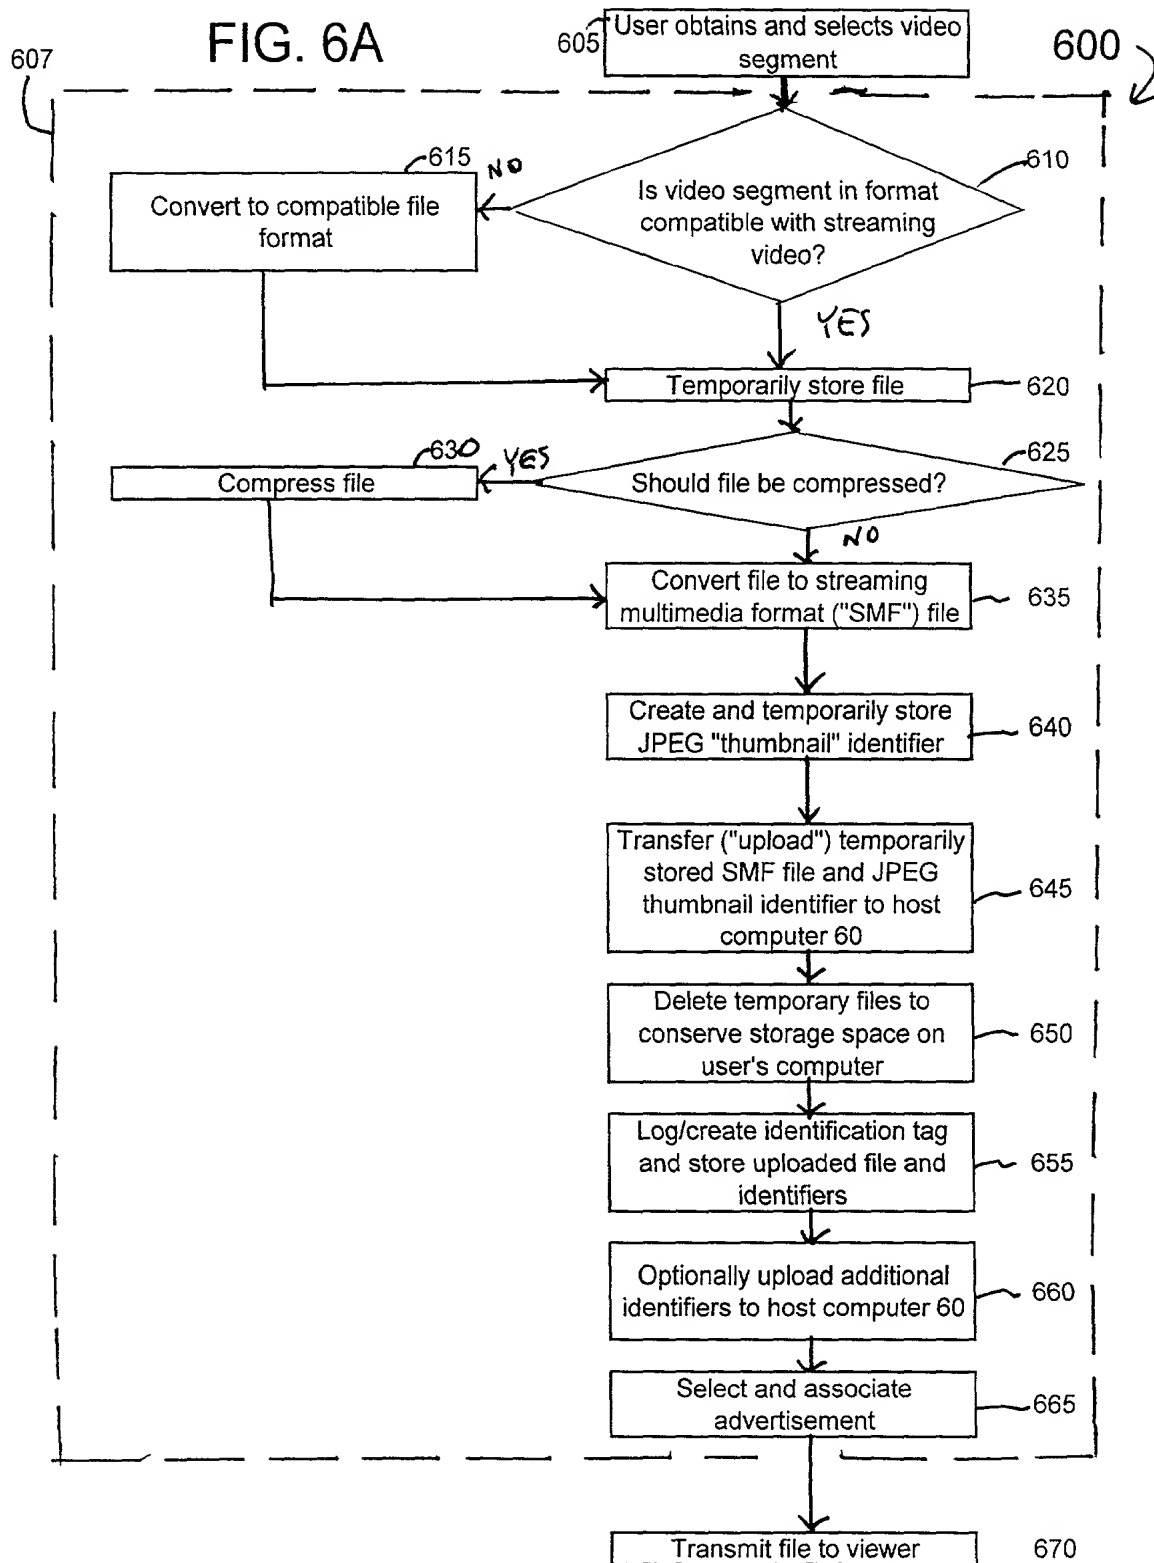 FIG. 6A
600
607
605
User obtains and selects video
segment
610
Is video segment in format
compatible with streaming
video?
NO
615
Convert to compatible file
format
YES
Temporarily store file
620
625
Should file be compressed?
YES
630
Compress file
NO
Convert file to streaming
multimedia format ("SMF") file
635
Create and temporarily store
JPEG "thumbnail" identifier
640
Transfer ("upload") temporarily
stored SMF file and JPEG
thumbnail identifier to host
computer 60
645
Delete temporary files to
conserve storage space on
user's computer
650
Log/create identification tag
and store uploaded file and
identifiers
655
Optionally upload additional
identifiers to host computer 60
660
Select and associate
advertisement
665
Transmit file to viewer
670